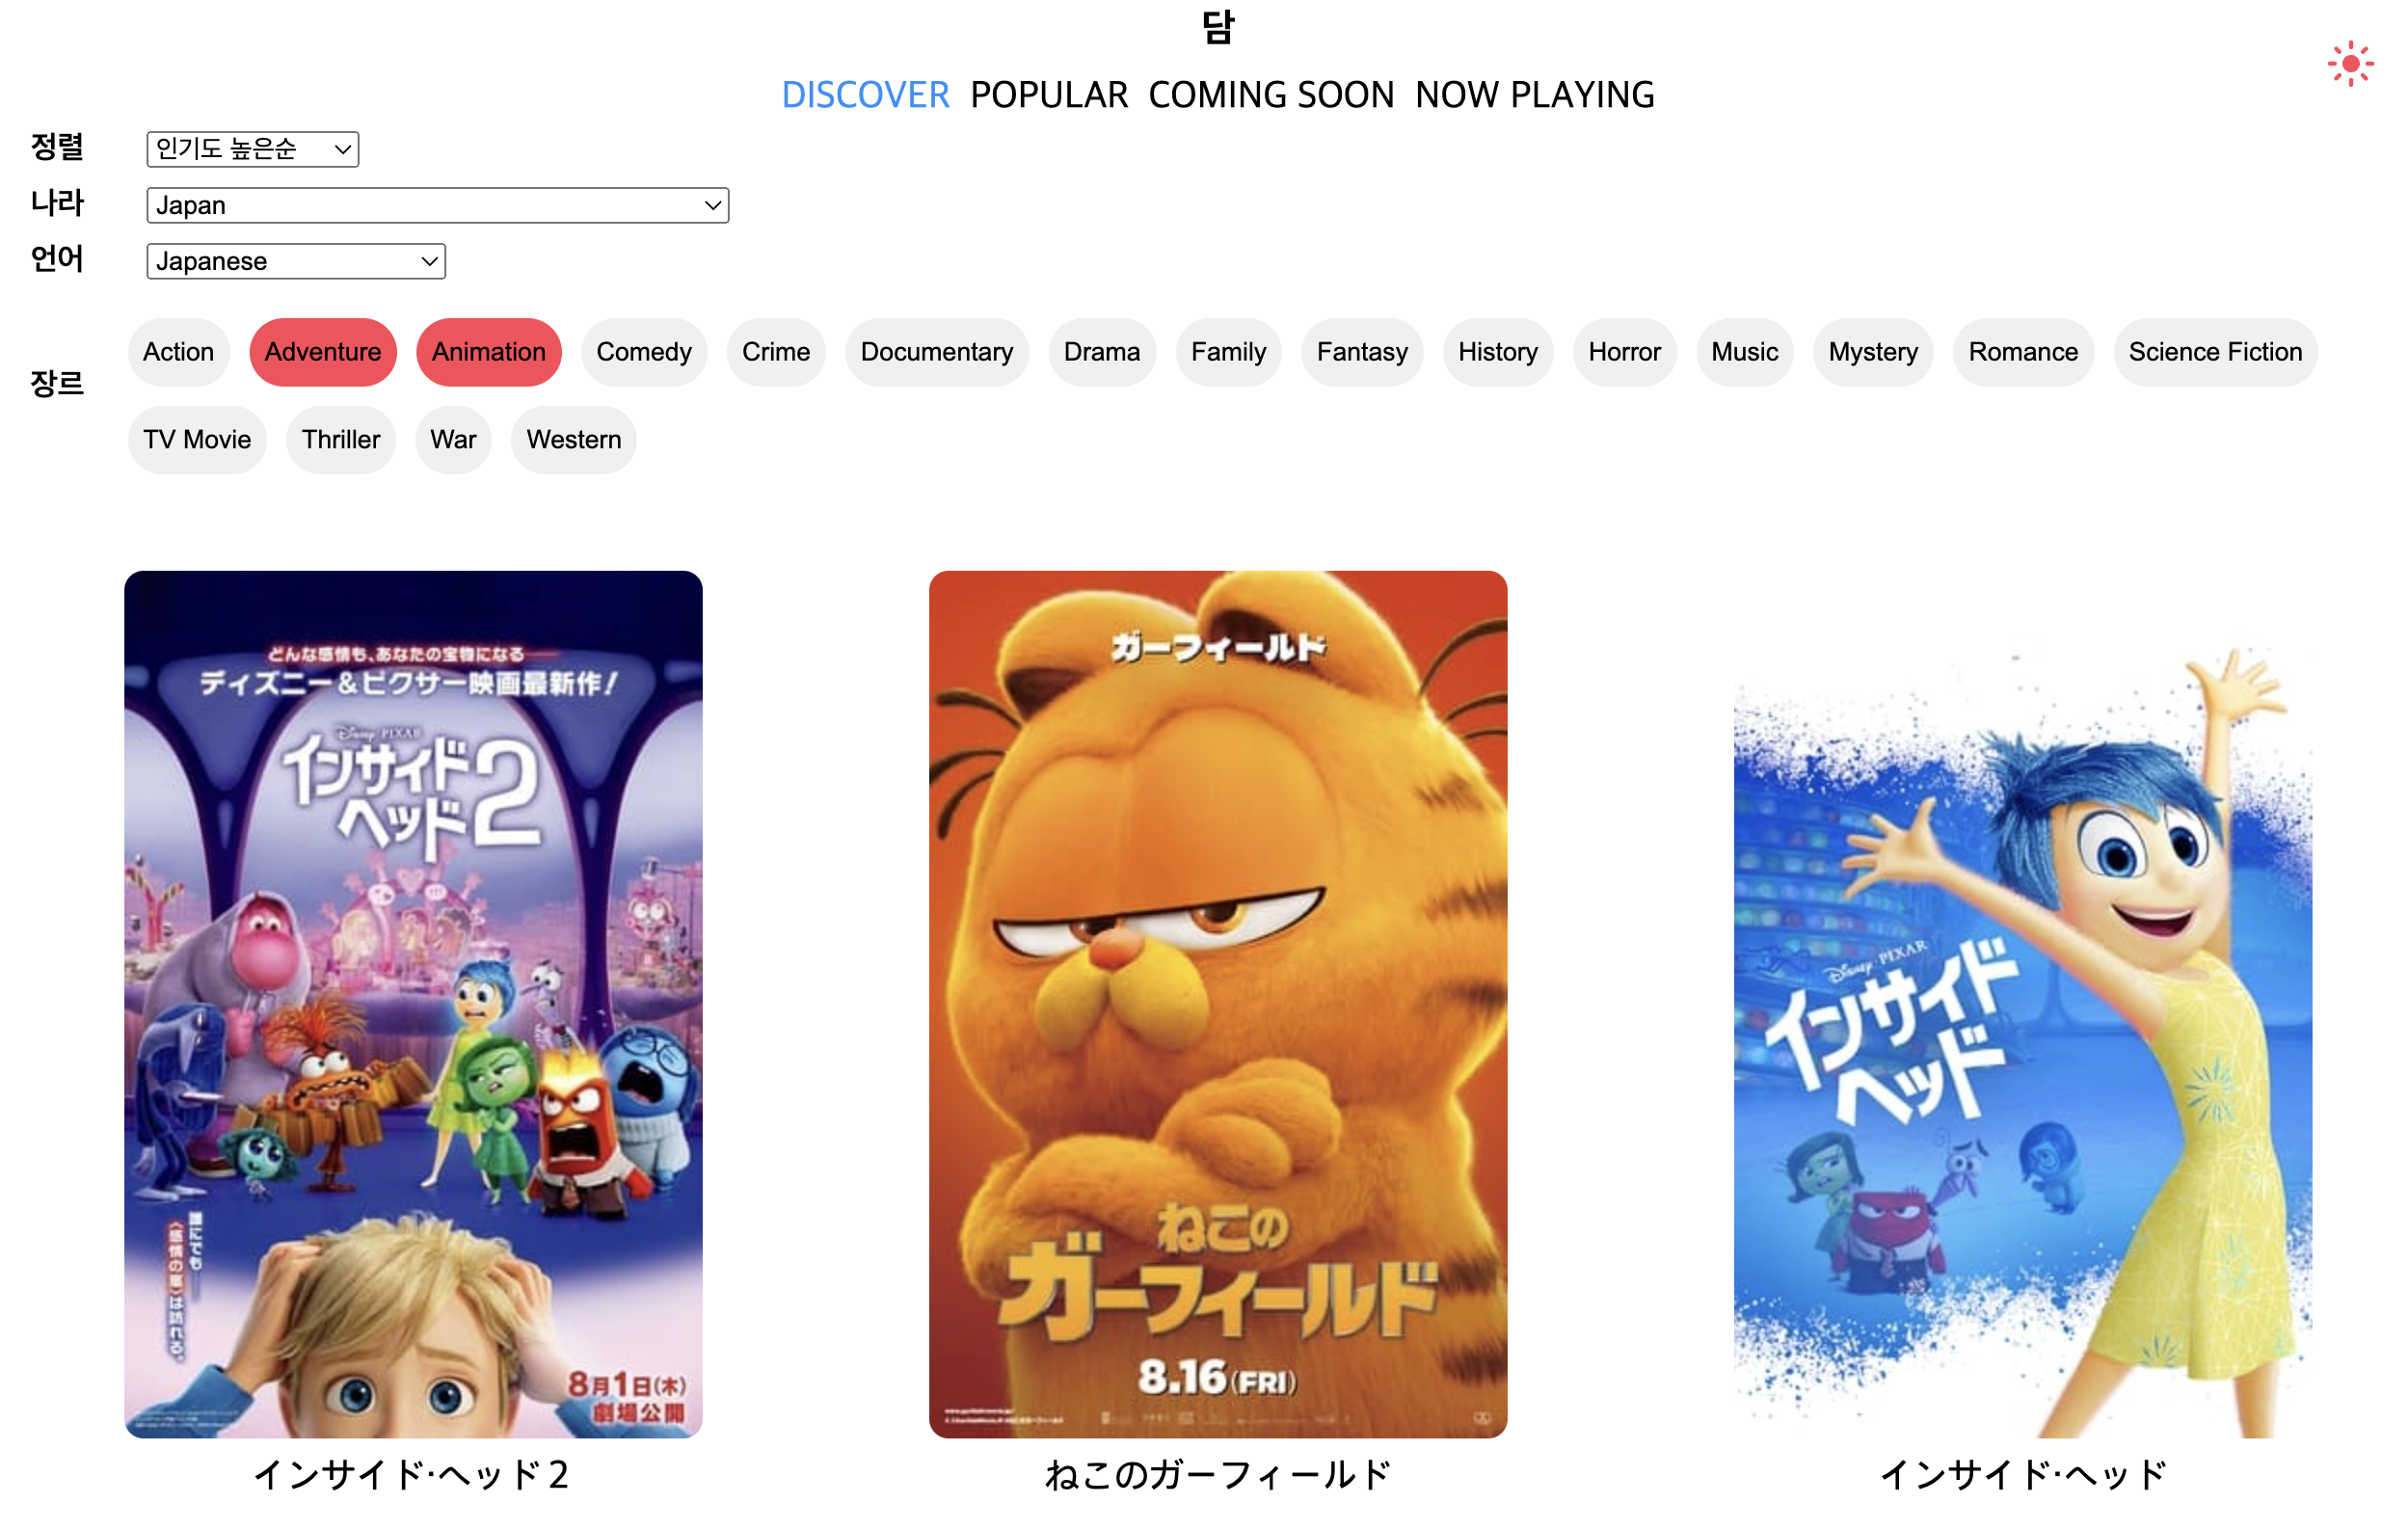 담
DISCOVER POPULAR COMING SOON NOW PLAYING
정렬 인기도 높은순
나라 Japan
언어 Japanese
장르
Action Adventure Animation Comedy Crime Documentary Drama Family Fantasy History Horror Music Mystery Romance Science Fiction
TV Movie Thriller War Western
どんな感情も、あなたの宝物になる
ディズニー&ピクサー映画最新作!
Disney PIXAR
インサイド
ヘッド2
誰にでも
〈感情の嵐〉は訪れる。
8月1日(木)
劇場公開
インサイド·ヘッド2
ガーフィールド
ねこの
ガーフィールド
8.16(FRI)
ねこのガーフィールド
Disney·PIXAR
インサイド
ヘッド
インサイド·ヘッド